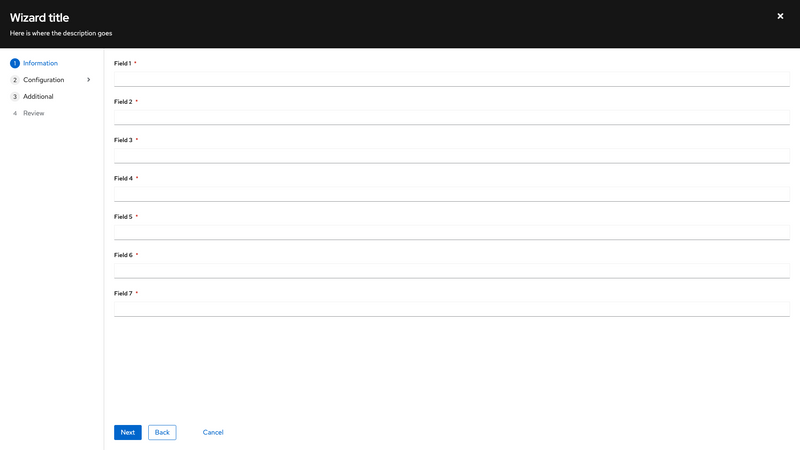 Wizard title
Here is where the description goes
1 Information
2 Configuration
3 Additional
4 Review
Field 1 *
Field 2 *
Field 3 *
Field 4 *
Field 5 *
Field 6 *
Field 7 *
Next Back Cancel